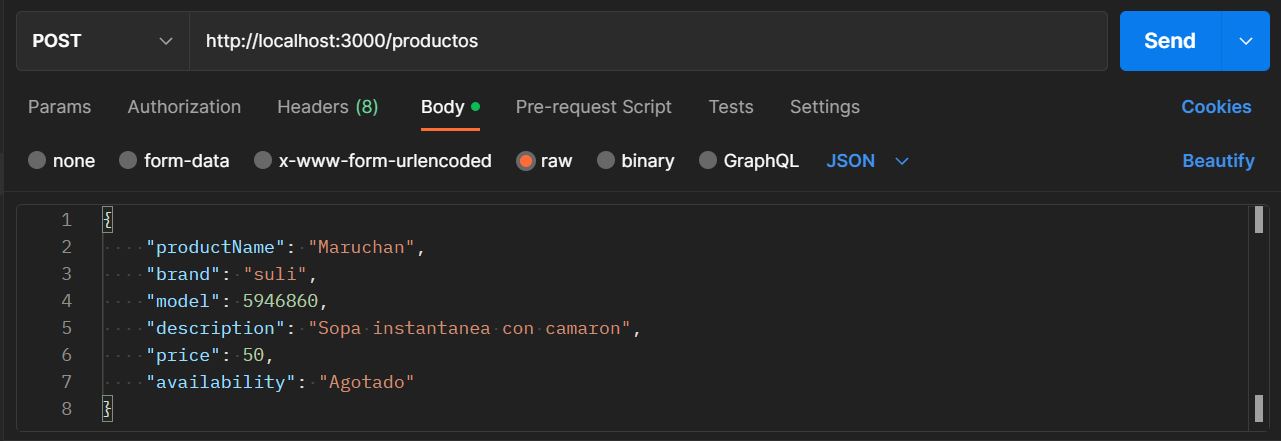 POST http://localhost:3000/productos Send
Params Authorization Headers (8) Body Pre-request Script Tests Settings Cookies
none form-data x-www-form-urlencoded raw binary GraphQL JSON Beautify
1 {
2 "productName": "Maruchan",
3 "brand": "suli",
4 "model": 5946860,
5 "description": "Sopa instantanea con camaron",
6 "price": 50,
7 "availability": "Agotado"
8 }